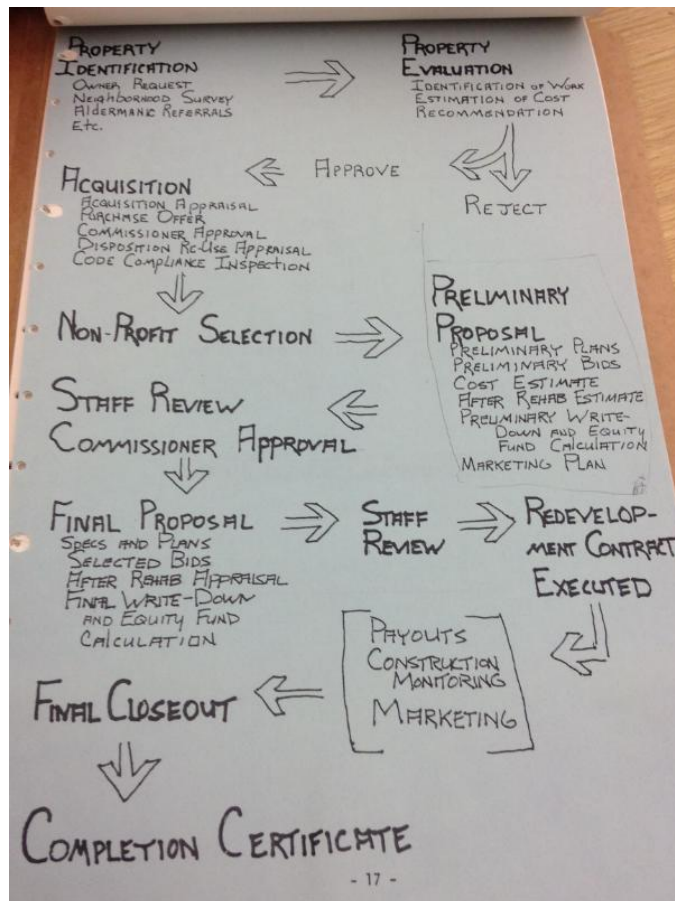 PROPERTY
IDENTIFICATION
OWNER REQUEST
NEIGHBORHOOD SURVEY
ALDERMANIC REFERRALS
ETC.
PROPERTY
EVALUATION
IDENTIFICATION OF WORK
ESTIMATION OF COST
RECOMMENDATION
APPROVE
REJECT
ACQUISITION
ACQUISITION APPRAISAL
PURCHASE OFFER
COMMISSIONER APPROVAL
DISPOSITION RE-USE APPRAISAL
CODE COMPLIANCE INSPECTION
NON-PROFIT SELECTION
PRELIMINARY
PROPOSAL
PRELIMINARY PLANS
PRELIMINARY BIDS
COST ESTIMATE
AFTER REHAB ESTIMATE
PRELIMINARY WRITE-
DOWN AND EQUITY
FUND CALCULATION
MARKETING PLAN
STAFF REVIEW
COMMISSIONER APPROVAL
FINAL PROPOSAL
SPECS AND PLANS
SELECTED BIDS
AFTER REHAB APPRAISAL
FINAL WRITE-DOWN
AND EQUITY FUND
CALCULATION
STAFF
REVIEW
REDEVELOP-
MENT CONTRACT
EXECUTED
PAYOUTS
CONSTRUCTION
MONITORING
MARKETING
FINAL CLOSEOUT
COMPLETION CERTIFICATE
- 17 -